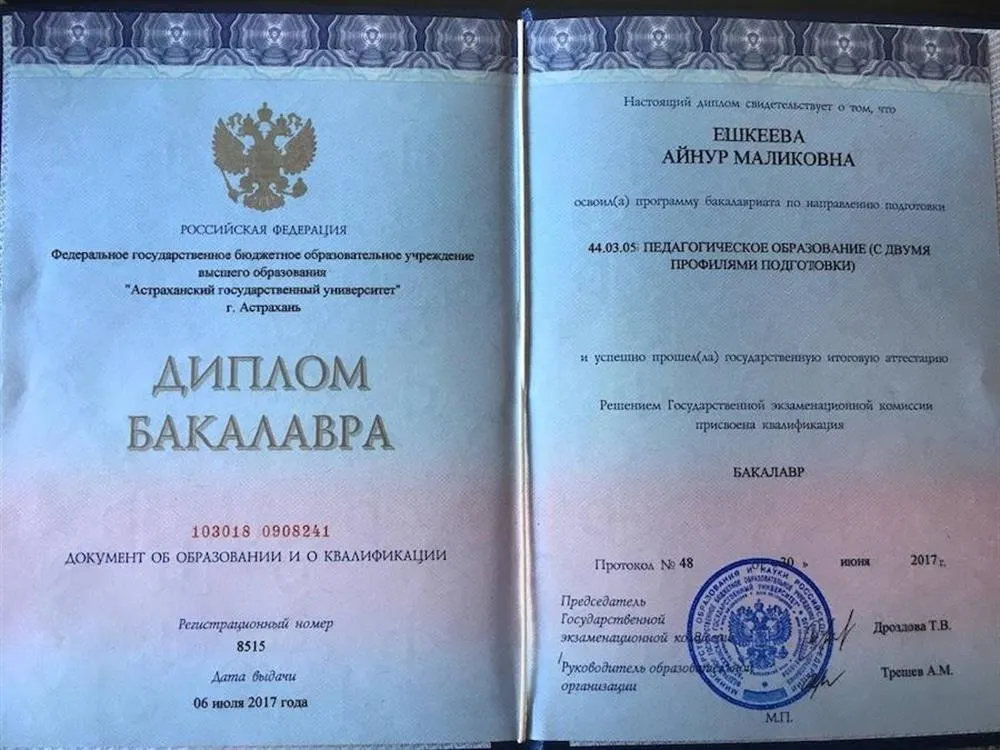 РОССИЙСКАЯ ФЕДЕРАЦИЯ
Федеральное государственное бюджетное образовательное учреждение
высшего образования
"Астраханский государственный университет"
г. Астрахань
ДИПЛОМ
БАКАЛАВРА
103018 0908241
ДОКУМЕНТ ОБ ОБРАЗОВАНИИ И О КВАЛИФИКАЦИИ
Регистрационный номер
8515
Дата выдачи
06 июля 2017 года
Настоящий диплом свидетельствует о том, что
ЕШКЕЕВА
АЙНУР МАЛИКОВНА
освоил(а) программу бакалавриата по направлению подготовки
44.03.05 ПЕДАГОГИЧЕСКОЕ ОБРАЗОВАНИЕ (С ДВУМЯ
ПРОФИЛЯМИ ПОДГОТОВКИ)
и успешно прошел(ла) государственную итоговую аттестацию
Решением Государственной экзаменационной комиссии
присвоена квалификация
БАКАЛАВР
Протокол № 48 30 » июня 2017 г.
Председатель
Государственной
экзаменационной комиссии
Дроздова Т.В.
Руководитель образовательной
организации
Трещев А.М.
М.П.